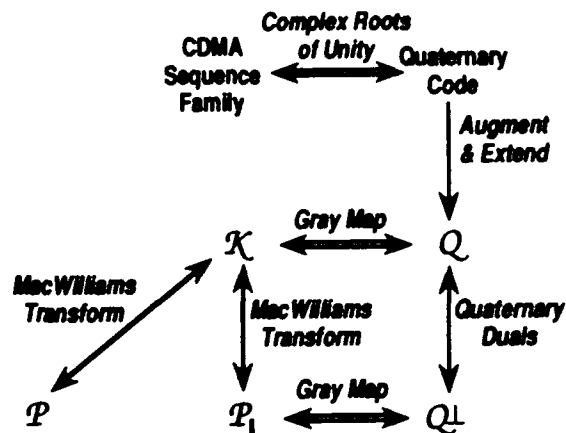 Complex Roots
of Unity
CDMA
Sequence
Family
Quaternary
Code
Augment
& Extend
𝒦
Gray Map
𝒬
MacWilliams
Transform
MacWilliams
Transform
Quaternary
Duals
𝒫
𝒫⊥
Gray Map
𝒬⊥